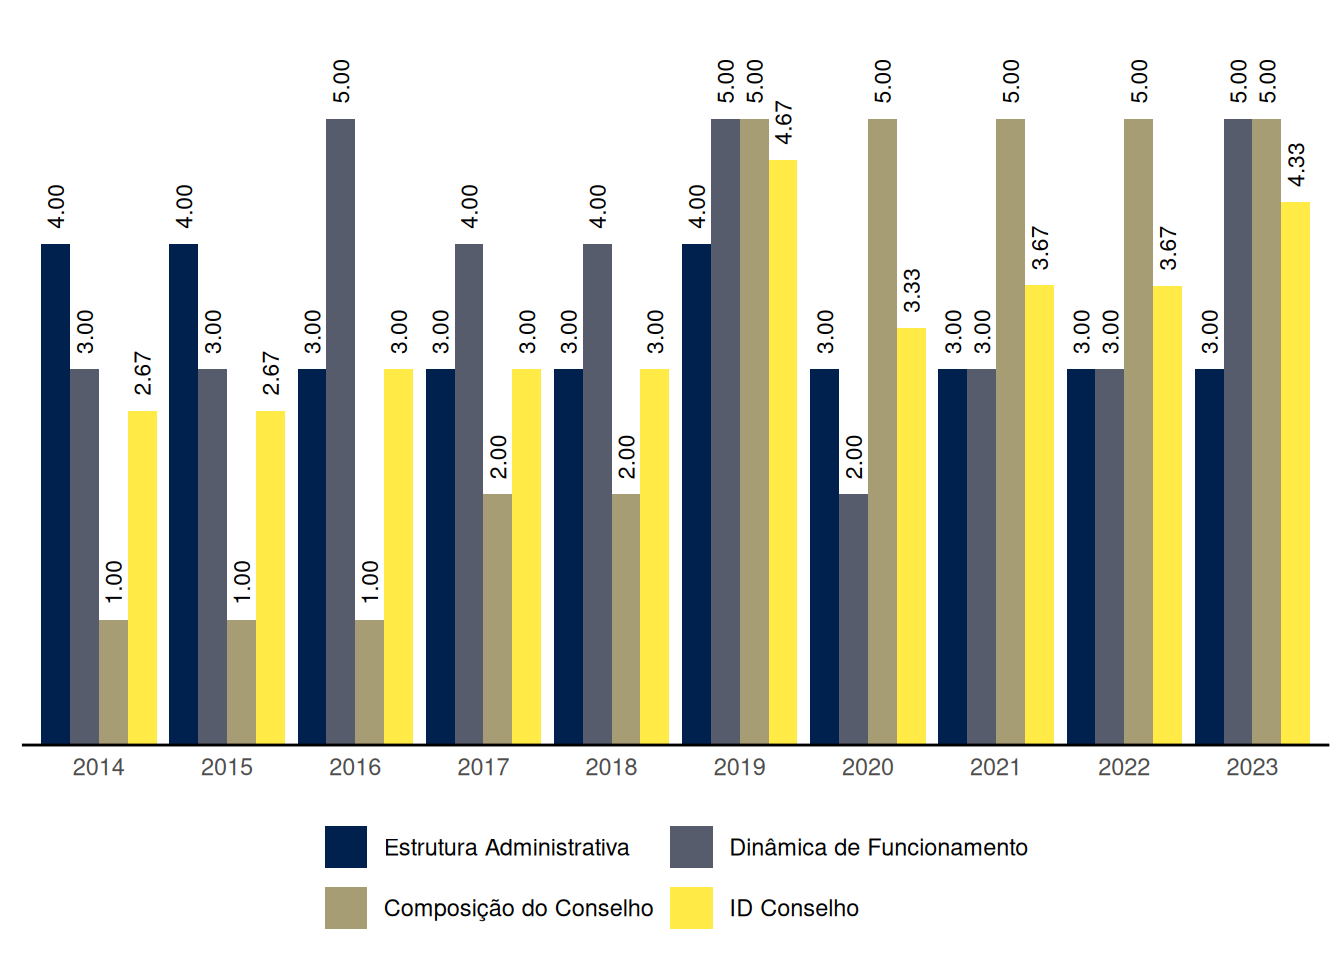 4.00 3.00 1.00 2.67 4.00 3.00 1.00 2.67 3.00 5.00 1.00 3.00 3.00 4.00 2.00 3.00 3.00 4.00 2.00 3.00 4.00 5.00 5.00 4.67 3.00 2.00 5.00 3.33 3.00 3.00 5.00 3.67 3.00 3.00 5.00 3.67 3.00 5.00 5.00 4.33
2014 2015 2016 2017 2018 2019 2020 2021 2022 2023
Estrutura Administrativa Dinâmica de Funcionamento
Composição do Conselho ID Conselho